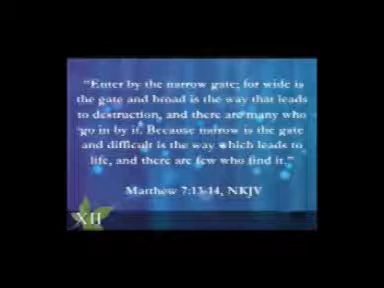 "Enter by the narrow gate; for wide is
the gate and broad is the way that leads
to destruction, and there are many who
go in by it. Because narrow is the gate
and difficult is the way which leads to
life, and there are few who find it."
Matthew 7:13-14, NKJV
XII